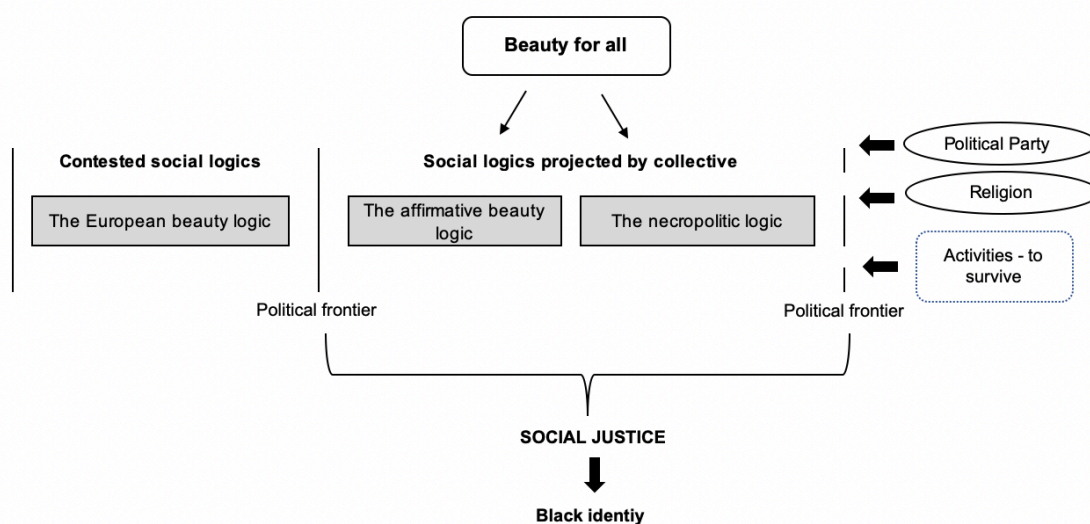 Beauty for all
Contested social logics
Social logics projected by collective
Political Party
The European beauty logic
The affirmative beauty
logic
The necropolitic logic
Religion
Activities - to
survive
Political frontier
Political frontier
SOCIAL JUSTICE
Black identiy